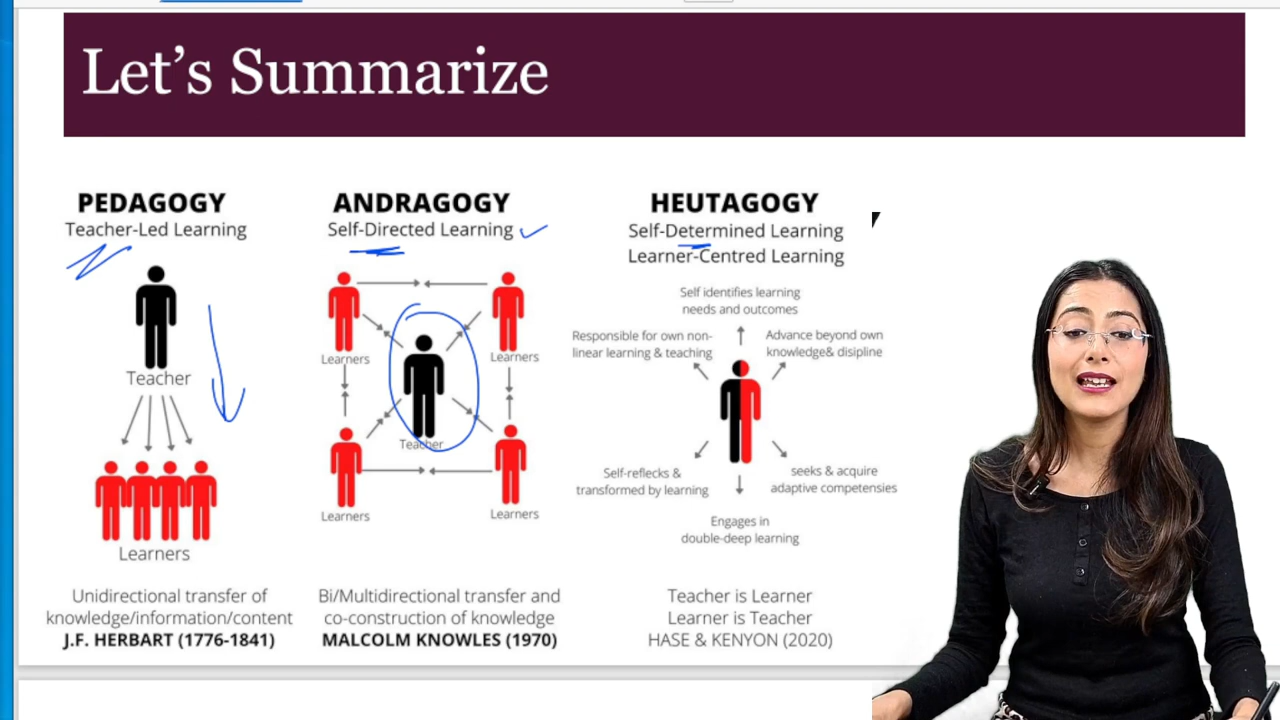 Let's Summarize
PEDAGOGY
Teacher-Led Learning
Teacher
Learners
Unidirectional transfer of
knowledge/information/content
J.F. HERBART (1776-1841)
ANDRAGOGY
Self-Directed Learning
Learners
Learners
Teacher
Learners
Learners
Bi/Multidirectional transfer and
co-construction of knowledge
MALCOLM KNOWLES (1970)
HEUTAGOGY
Self-Determined Learning
Learner-Centred Learning
Self identifies learning
needs and outcomes
Responsible for own non-
linear learning & teaching
Advance beyond own
knowledge& disipline
Self-reflects &
transformed by learning
seeks & acquire
adaptive competensies
Engages in
double-deep learning
Teacher is Learner
Learner is Teacher
HASE & KENYON (2020)